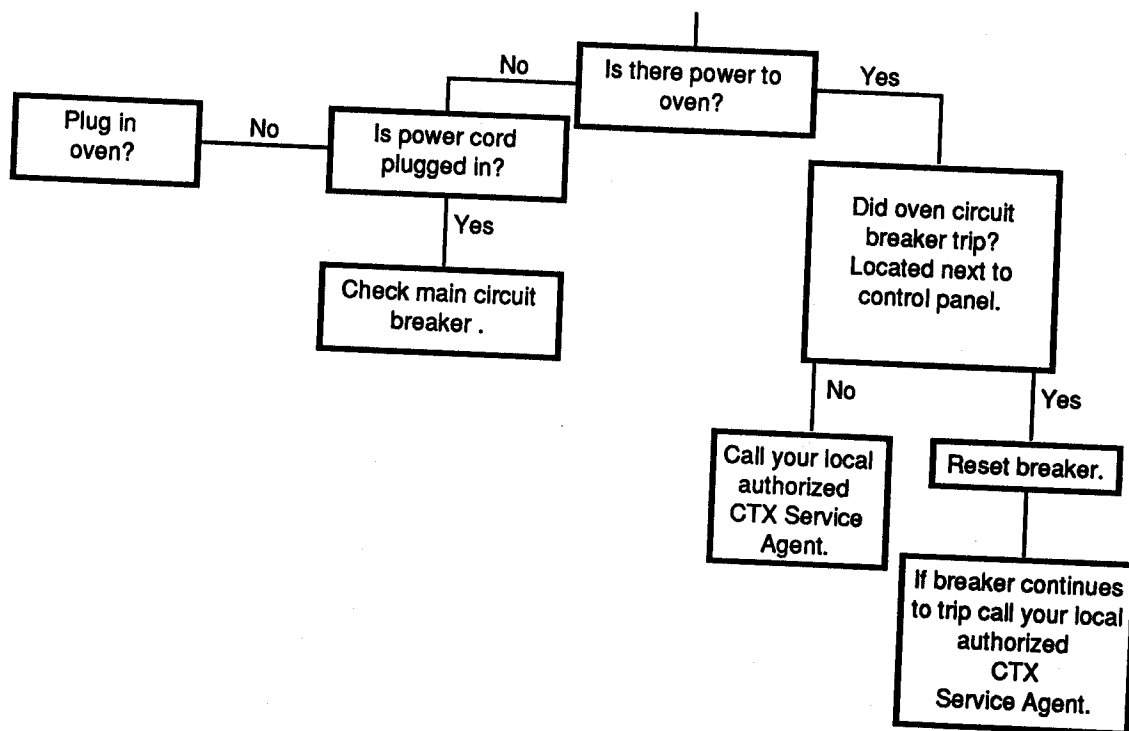 No
Is there power to
oven?
Yes
Plug in
oven?
No
Is power cord
plugged in?
Yes
Check main circuit
breaker .
Did oven circuit
breaker trip?
Located next to
control panel.
No
Yes
Call your local
authorized
CTX Service
Agent.
Reset breaker.
If breaker continues
to trip call your local
authorized
CTX
Service Agent.